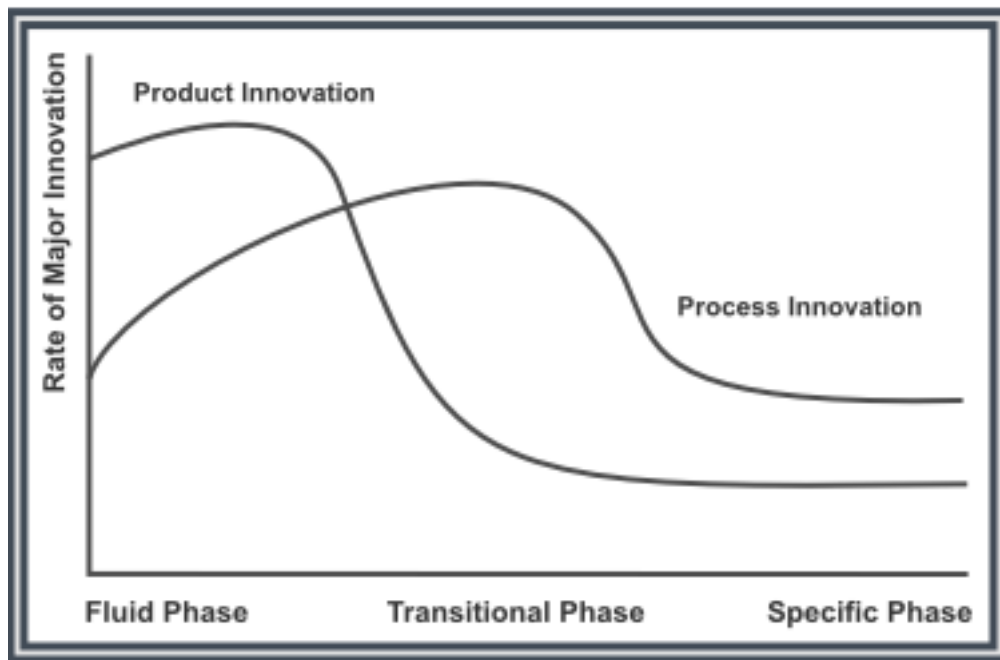 Product Innovation
Rate of Major Innovation
Process Innovation
Fluid Phase
Transitional Phase
Specific Phase